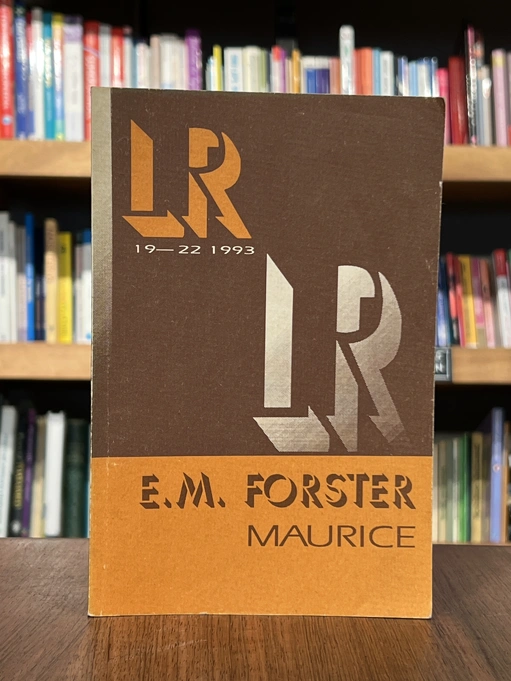 LR
19—22 1993
LR
E.M. FORSTER
MAURICE